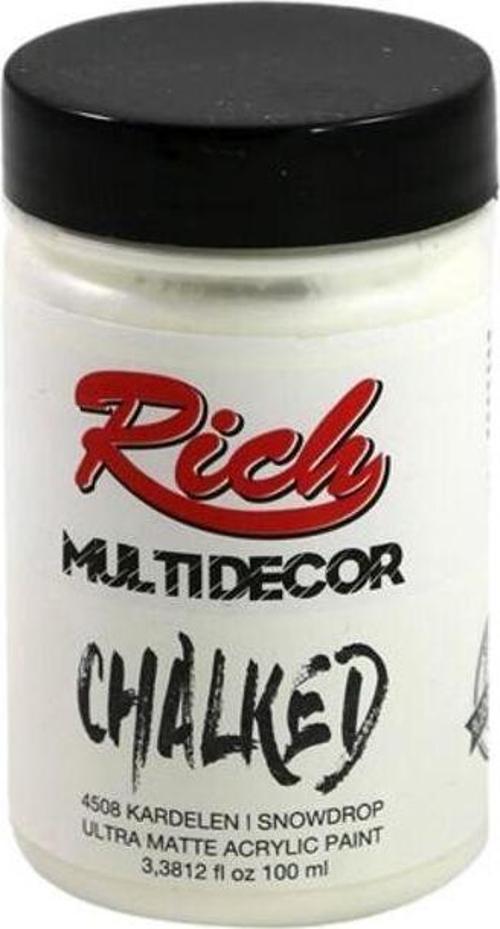 Rich
MULTIDECOR
CHALKED
4508 KARDELEN | SNOWDROP
ULTRA MATTE ACRYLIC PAINT
3,3812 fl oz 100 ml